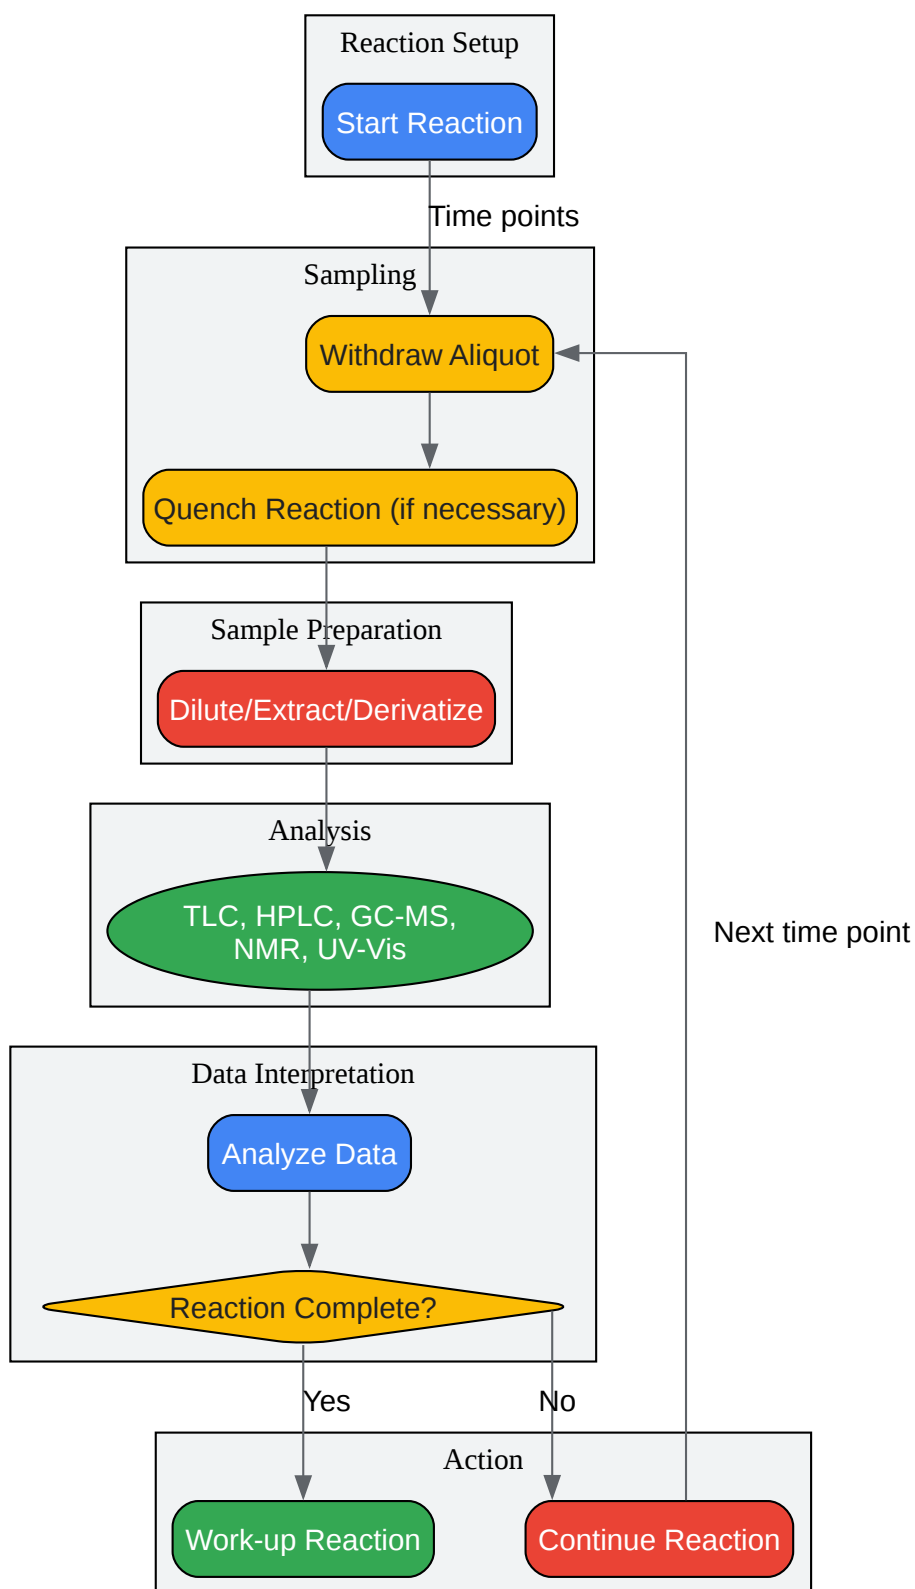 Reaction Setup
Start Reaction
Time points
Sampling
Withdraw Aliquot
Quench Reaction (if necessary)
Sample Preparation
Dilute/Extract/Derivatize
Analysis
TLC, HPLC, GC-MS,
NMR, UV-Vis
Next time point
Data Interpretation
Analyze Data
Reaction Complete?
Yes
No
Action
Work-up Reaction
Continue Reaction